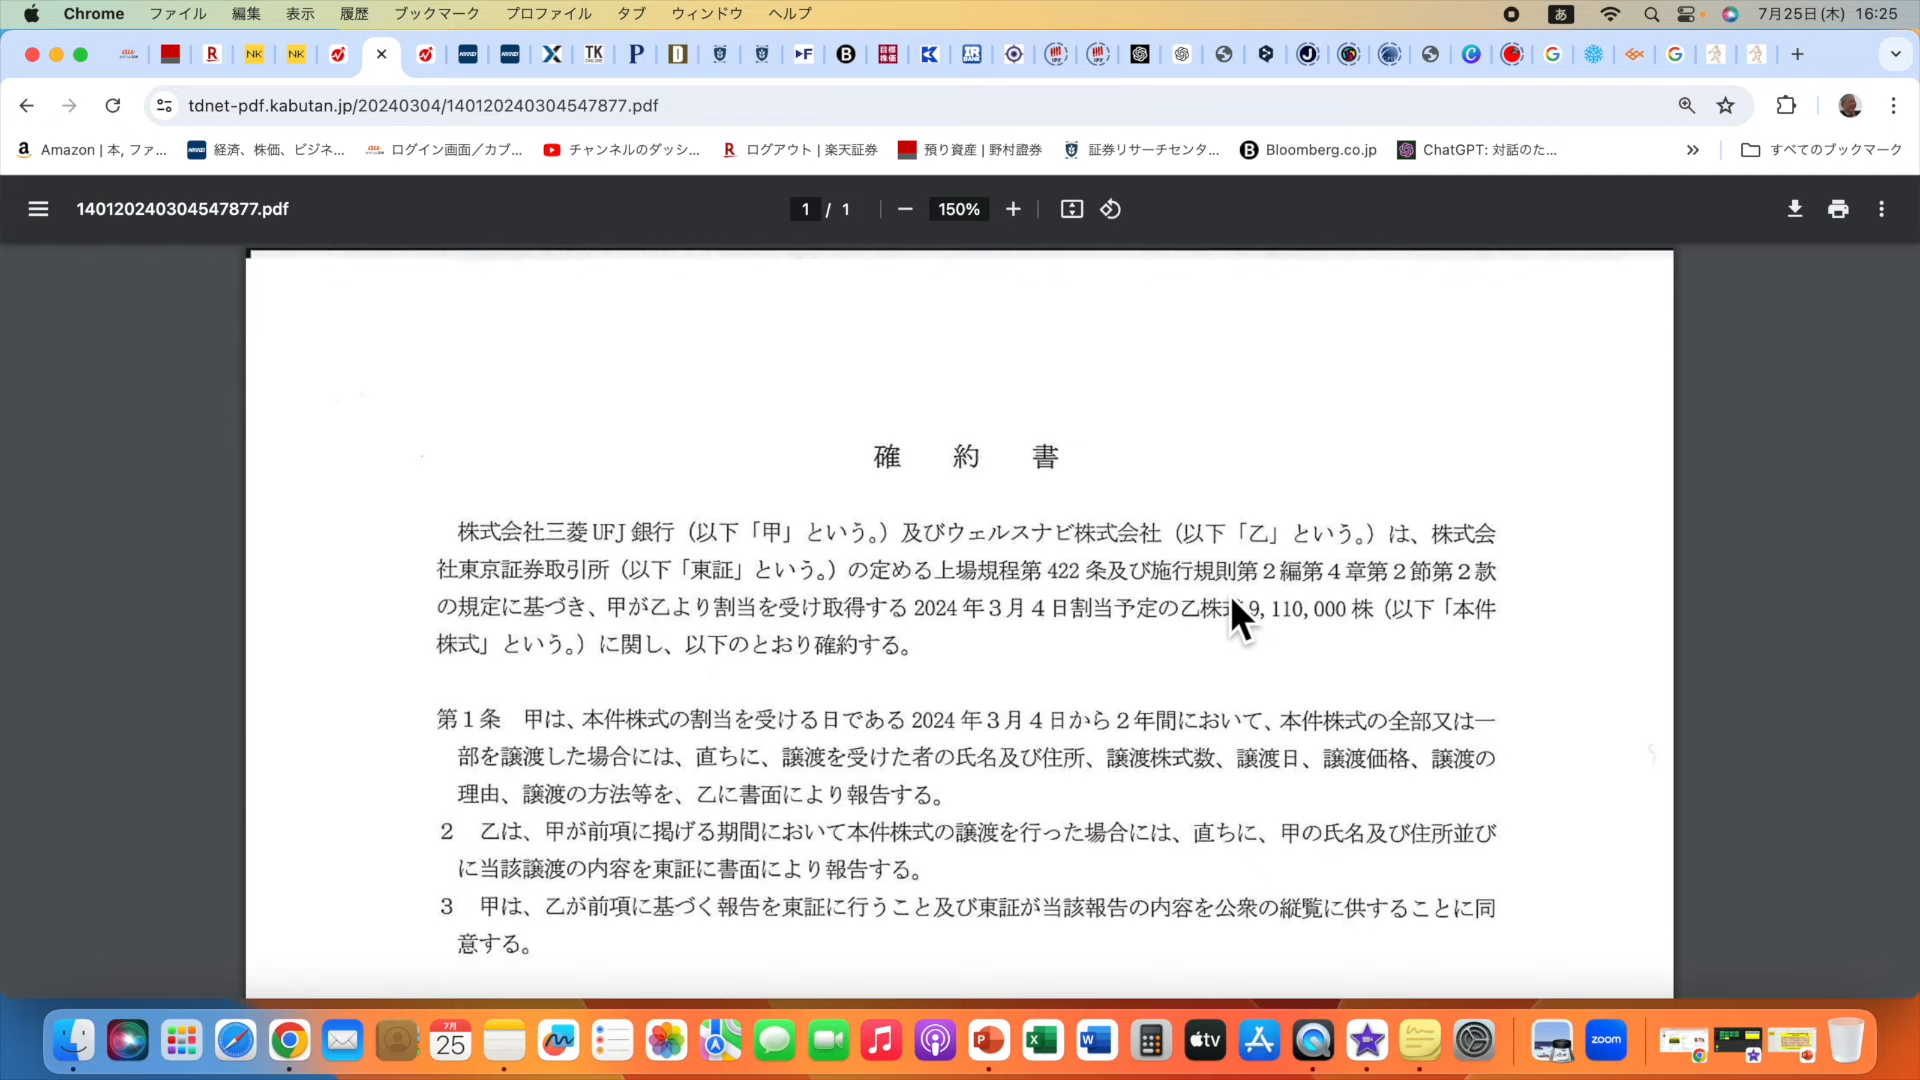 Chrome ファイル 編集 表示 履歴 ブックマーク プロファイル タブ ウィンドウ ヘルプ あ 7月25日(木) 16:25
tdnet-pdf.kabutan.jp/20240304/140120240304547877.pdf
Amazon | 本, ファ... 経済、株価、ビジネ... ログイン画面／カブ... チャンネルのダッシ... ログアウト | 楽天証券 預り資産 | 野村證券 証券リサーチセンタ... Bloomberg.co.jp ChatGPT: 対話のた... » すべてのブックマーク
140120240304547877.pdf 1 / 1 150%
確 約 書
株式会社三菱 UFJ 銀行（以下「甲」という。）及びウェルスナビ株式会社（以下「乙」という。）は、株式会
社東京証券取引所（以下「東証」という。）の定める上場規程第 422 条及び施行規則第２編第４章第２節第２款
の規定に基づき、甲が乙より割当を受け取得する 2024 年３月４日割当予定の乙株式 9,110,000 株（以下「本件
株式」という。）に関し、以下のとおり確約する。
第１条　甲は、本件株式の割当を受ける日である 2024 年３月４日から２年間において、本件株式の全部又は一
部を譲渡した場合には、直ちに、譲渡を受けた者の氏名及び住所、譲渡株式数、譲渡日、譲渡価格、譲渡の
理由、譲渡の方法等を、乙に書面により報告する。
２　乙は、甲が前項に掲げる期間において本件株式の譲渡を行った場合には、直ちに、甲の氏名及び住所並び
に当該譲渡の内容を東証に書面により報告する。
３　甲は、乙が前項に基づく報告を東証に行うこと及び東証が当該報告の内容を公衆の縦覧に供することに同
意する。
7月
25
tv
zoom